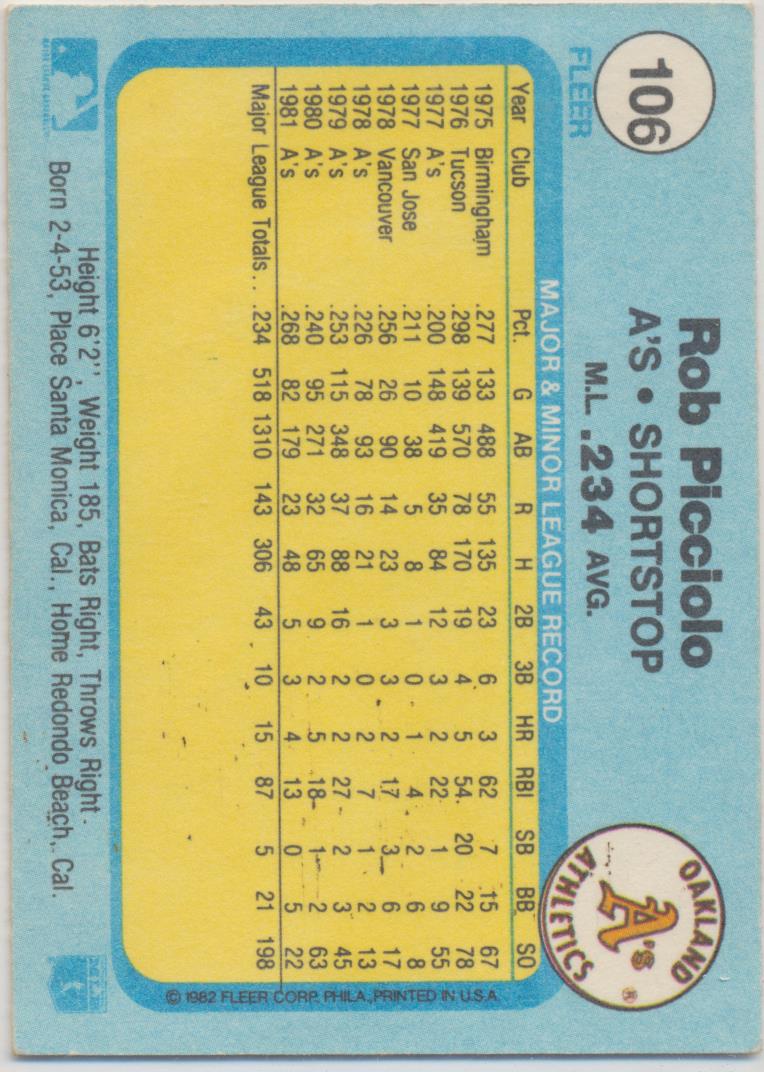 106
FLEER
Rob Picciolo
A'S • SHORTSTOP
M.L. .234 AVG.
OAKLAND A's ATHLETICS ®
MAJOR & MINOR LEAGUE RECORD
Year Club Pct. G AB R H 2B 3B HR RBI SB BB SO
1975 Birmingham .277 133 488 55 135 23 6 3 62 7 15 67
1976 Tucson .298 139 570 78 170 19 4 5 54 20 22 78
1977 A's .200 148 419 35 84 12 3 2 22 1 9 55
1977 San Jose .211 10 38 5 8 1 0 1 4 2 6 8
1978 Vancouver .256 26 90 14 23 3 3 2 17 3 6 17
1978 A's .226 78 93 16 21 1 0 2 7 1 2 13
1979 A's .253 115 348 37 88 16 2 2 27 2 3 45
1980 A's .240 95 271 32 65 9 2 5 18 1 2 63
1981 A's .268 82 179 23 48 5 3 4 13 0 5 22
Major League Totals... .234 518 1310 143 306 43 10 15 87 5 21 198
© 1982 FLEER CORP. PHILA., PRINTED IN U.S.A.
Height 6'2", Weight 185, Bats Right, Throws Right
Born 2-4-53, Place Santa Monica, Cal., Home Redondo Beach, Cal.